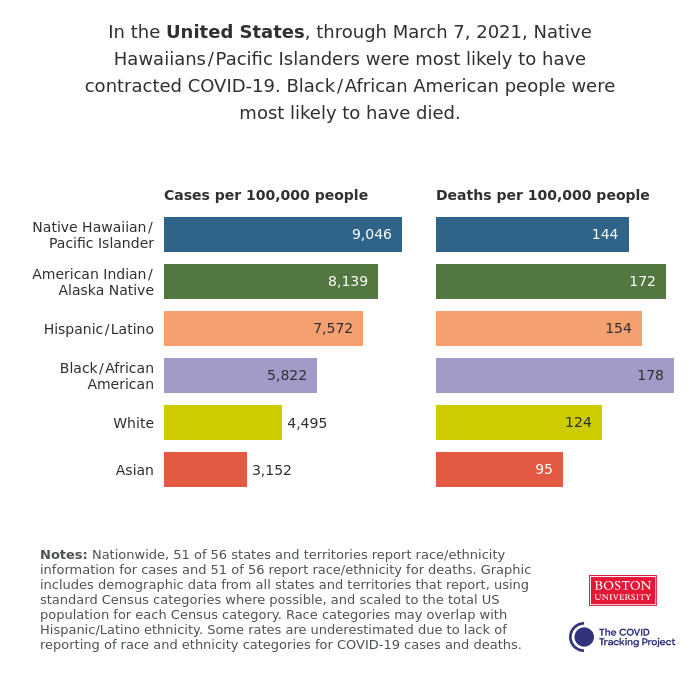 In the United States, through March 7, 2021, Native
Hawaiians/Pacific Islanders were most likely to have
contracted COVID-19. Black/African American people were
most likely to have died.
Cases per 100,000 people
Deaths per 100,000 people
Native Hawaiian/
Pacific Islander
9,046
144
American Indian/
Alaska Native
8,139
172
Hispanic/Latino
7,572
154
Black/African
American
5,822
178
White
4,495
124
Asian
3,152
95
Notes: Nationwide, 51 of 56 states and territories report race/ethnicity
information for cases and 51 of 56 report race/ethnicity for deaths. Graphic
includes demographic data from all states and territories that report, using
standard Census categories where possible, and scaled to the total US
population for each Census category. Race categories may overlap with
Hispanic/Latino ethnicity. Some rates are underestimated due to lack of
reporting of race and ethnicity categories for COVID-19 cases and deaths.
BOSTON
UNIVERSITY
The COVID
Tracking Project